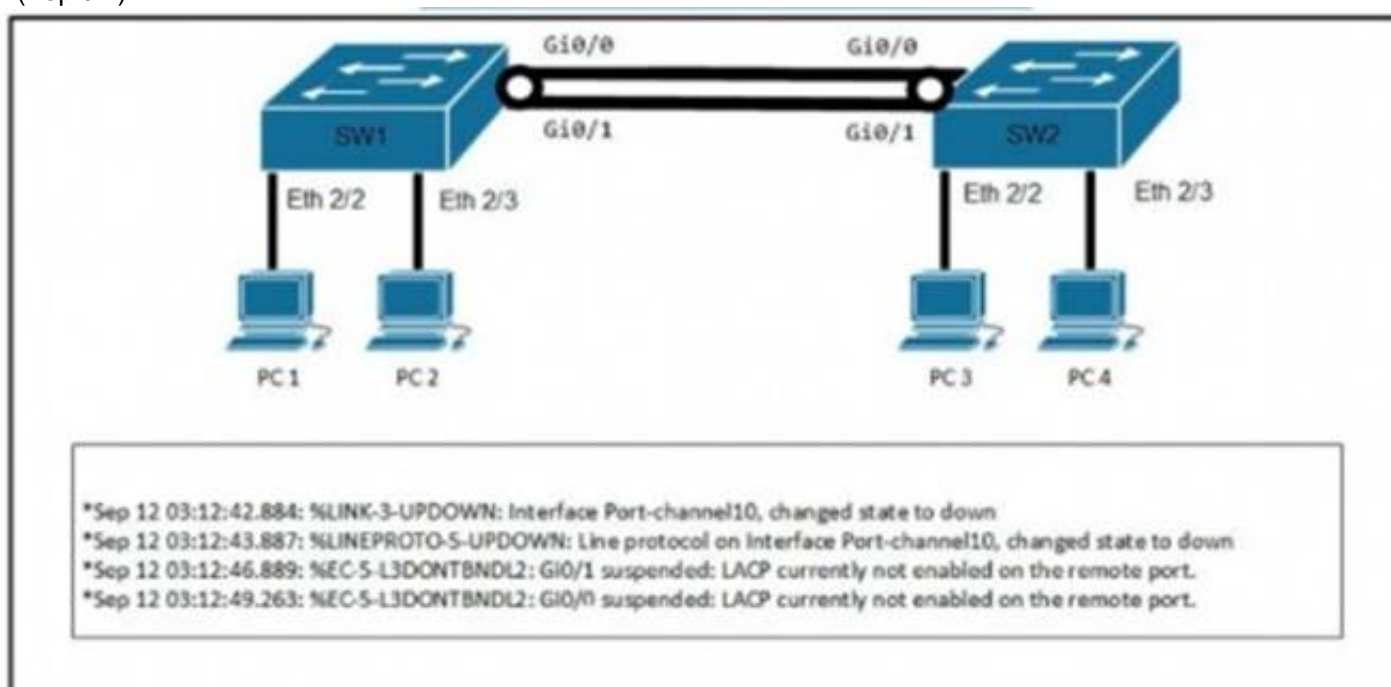 Gi0/0 Gi0/0
Gi0/1 Gi0/1
SW1 SW2
Eth 2/2 Eth 2/3 Eth 2/2 Eth 2/3
PC 1 PC 2 PC 3 PC 4
*Sep 12 03:12:42.884: %LINK-3-UPDOWN: Interface Port-channel10, changed state to down
*Sep 12 03:12:43.887: %LINEPROTO-5-UPDOWN: Line protocol on Interface Port-channel10, changed state to down
*Sep 12 03:12:46.889: %EC-5-L3DONTBNDL2: Gi0/1 suspended: LACP currently not enabled on the remote port.
*Sep 12 03:12:49.263: %EC-5-L3DONTBNDL2: Gi0/0 suspended: LACP currently not enabled on the remote port.